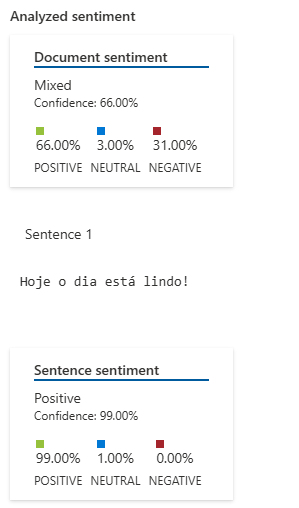 Analyzed sentiment
Document sentiment
Mixed
Confidence: 66.00%
66.00% 3.00% 31.00%
POSITIVE NEUTRAL NEGATIVE
Sentence 1
Hoje o dia está lindo!
Sentence sentiment
Positive
Confidence: 99.00%
99.00% 1.00% 0.00%
POSITIVE NEUTRAL NEGATIVE